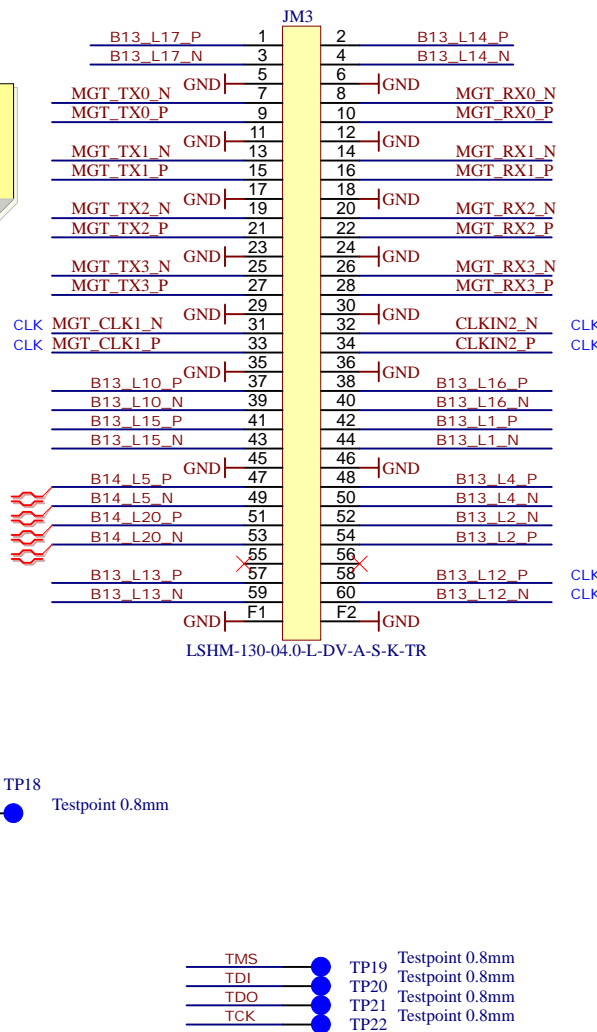 JM3
B13_L17_P 1 2 B13_L14_P
B13_L17_N 3 4 B13_L14_N
GND 5 6 GND
MGT_TX0_N 7 8 MGT_RX0_N
MGT_TX0_P 9 10 MGT_RX0_P
GND 11 12 GND
MGT_TX1_N 13 14 MGT_RX1_N
MGT_TX1_P 15 16 MGT_RX1_P
GND 17 18 GND
MGT_TX2_N 19 20 MGT_RX2_N
MGT_TX2_P 21 22 MGT_RX2_P
GND 23 24 GND
MGT_TX3_N 25 26 MGT_RX3_N
MGT_TX3_P 27 28 MGT_RX3_P
GND 29 30 GND
CLK MGT_CLK1_N 31 32 CLKIN2_N CLK
CLK MGT_CLK1_P 33 34 CLKIN2_P CLK
GND 35 36 GND
B13_L10_P 37 38 B13_L16_P
B13_L10_N 39 40 B13_L16_N
B13_L15_P 41 42 B13_L1_P
B13_L15_N 43 44 B13_L1_N
GND 45 46 GND
B14_L5_P 47 48 B13_L4_P
B14_L5_N 49 50 B13_L4_N
B14_L20_P 51 52 B13_L2_N
B14_L20_N 53 54 B13_L2_P
55 56
B13_L13_P 57 58 B13_L12_P CLK
B13_L13_N 59 60 B13_L12_N CLK
GND F1 F2 GND
LSHM-130-04.0-L-DV-A-S-K-TR
TP18
Testpoint 0.8mm
TMS TP19 Testpoint 0.8mm
TDI TP20 Testpoint 0.8mm
TDO TP21 Testpoint 0.8mm
TCK TP22 Testpoint 0.8mm